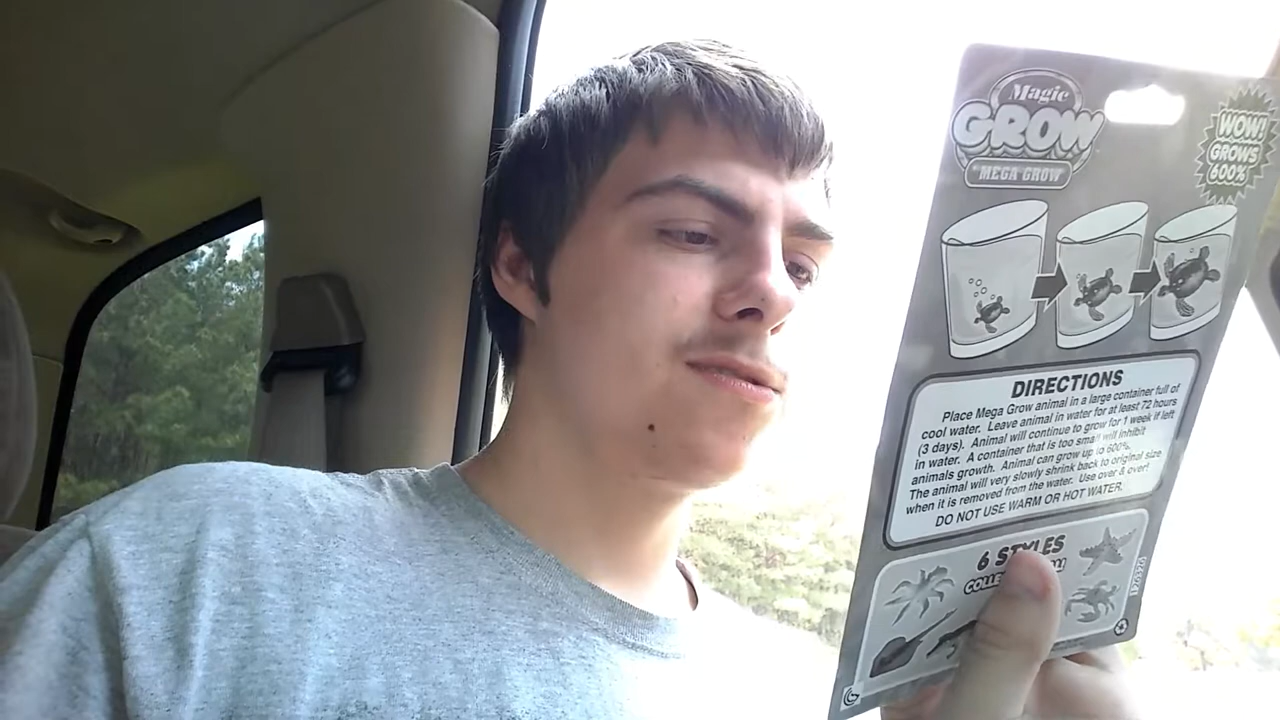 Magic
GROW
"MEGA GROW"
WOW!
GROWS
600%
DIRECTIONS
Place Mega Grow animal in a large container full of
cool water. Leave animal in water for at least 72 hours
(3 days). Animal will continue to grow for 1 week if left
in water. A container that is too small will inhibit
animals growth. Animal can grow up to 600%.
The animal will very slowly shrink back to original size
when it is removed from the water. Use over & over!
DO NOT USE WARM OR HOT WATER.
6 STYLES